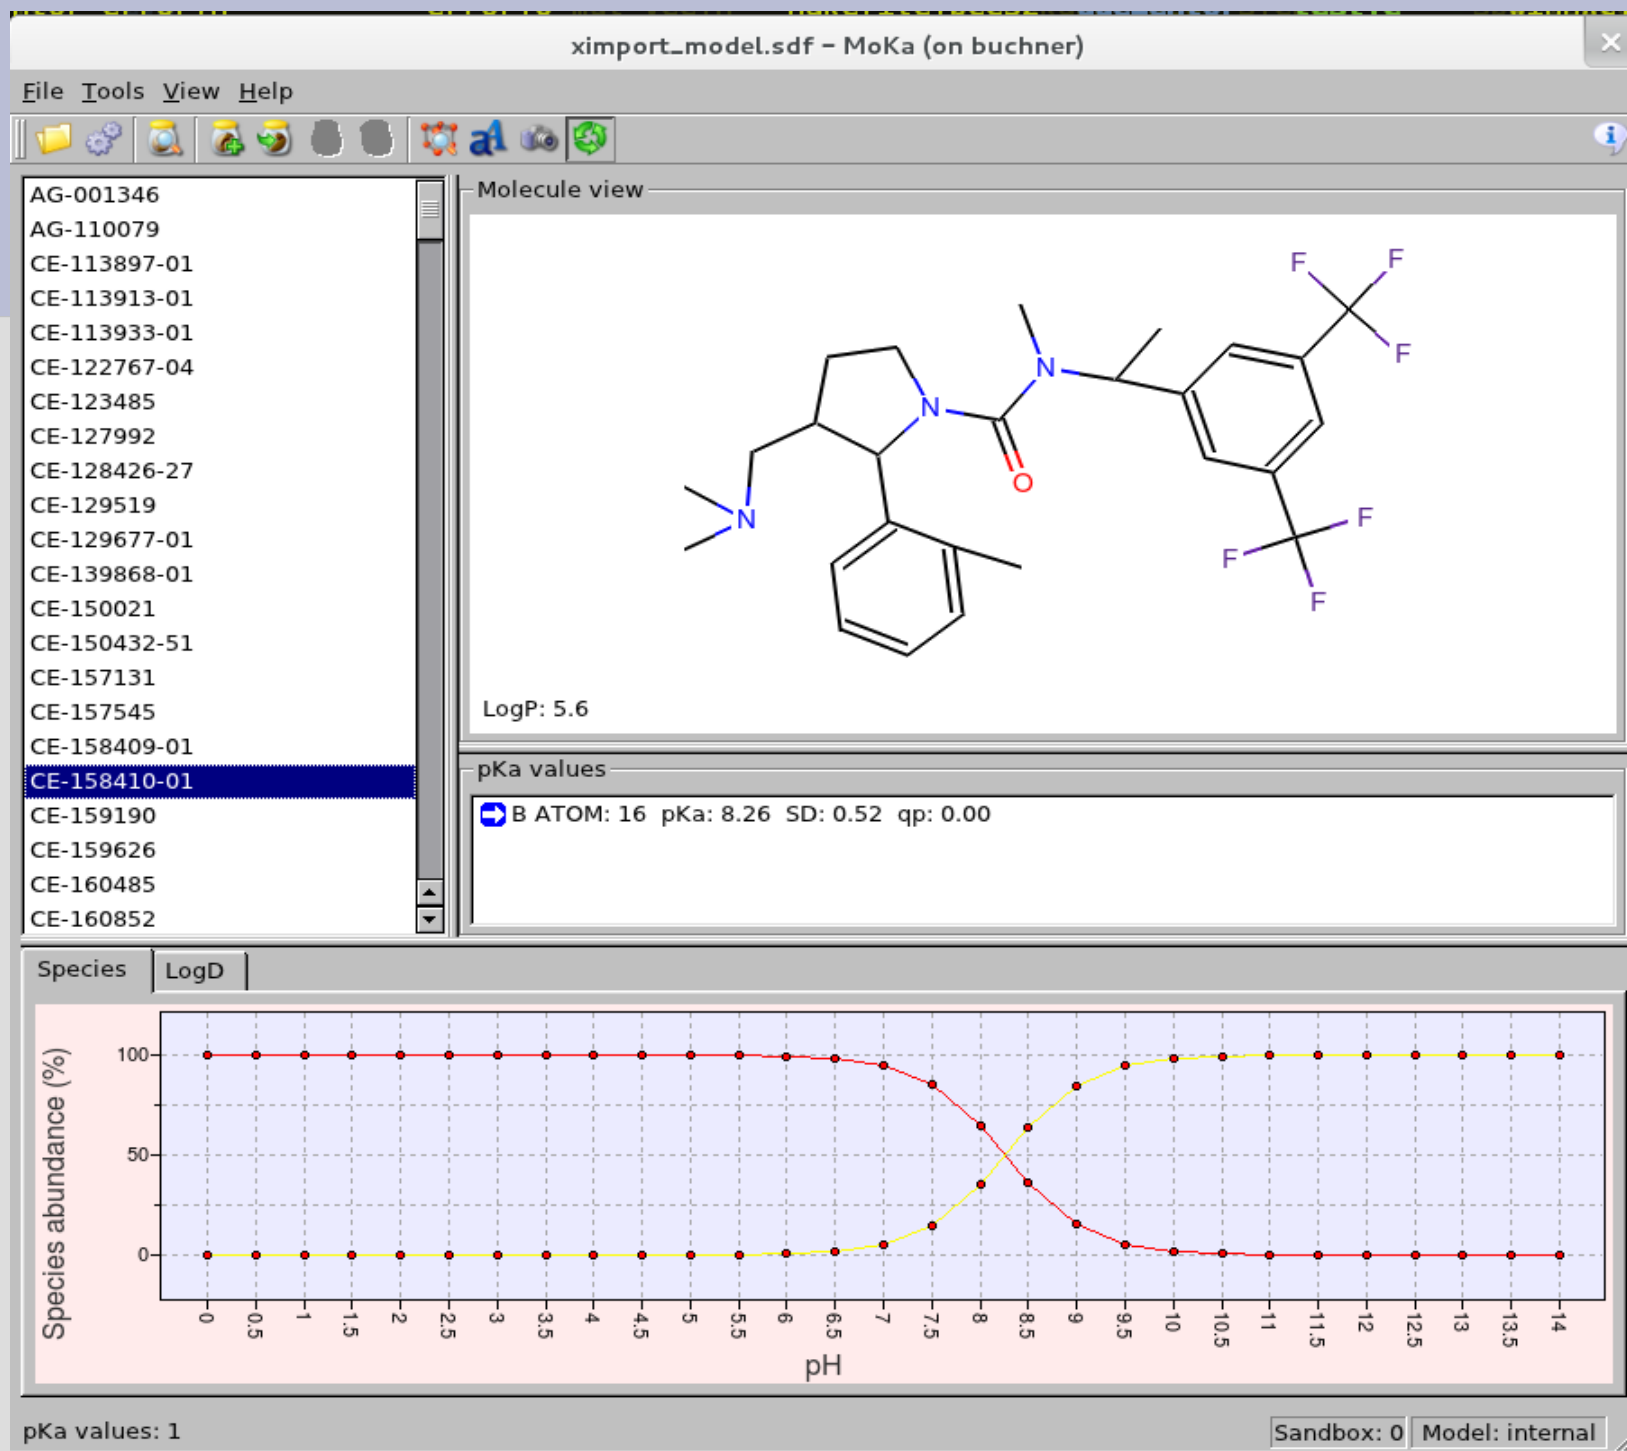 ximport_model.sdf - MoKa (on buchner)
File Tools View Help
AG-001346
AG-110079
CE-113897-01
CE-113913-01
CE-113933-01
CE-122767-04
CE-123485
CE-127992
CE-128426-27
CE-129519
CE-129677-01
CE-139868-01
CE-150021
CE-150432-51
CE-157131
CE-157545
CE-158409-01
CE-158410-01
CE-159190
CE-159626
CE-160485
CE-160852
Molecule view
F F
F
N
N
O
N
F
F
F
LogP: 5.6
pKa values
B ATOM: 16 pKa: 8.26 SD: 0.52 qp: 0.00
Species LogD
Species abundance (%)
100
50
0
0 0.5 1 1.5 2 2.5 3 3.5 4 4.5 5 5.5 6 6.5 7 7.5 8 8.5 9 9.5 10 10.5 11 11.5 12 12.5 13 13.5 14
pH
pKa values: 1
Sandbox: 0 Model: internal